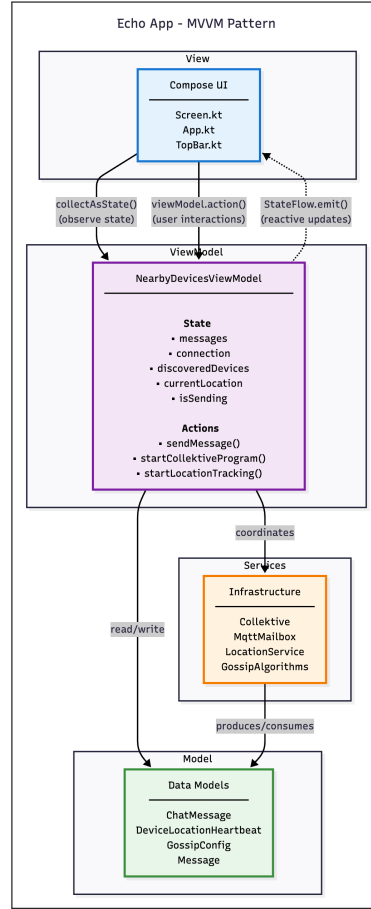 Echo App - MVVM Pattern
View
Compose UI
Screen.kt
App.kt
TopBar.kt
collectAsState()
(observe state)
viewModel.action()
(user interactions)
StateFlow.emit()
(reactive updates)
ViewModel
NearbyDevicesViewModel
State
▪ messages
▪ connection
▪ discoveredDevices
▪ currentLocation
▪ isSending
Actions
▪ sendMessage()
▪ startCollektiveProgram()
▪ startLocationTracking()
coordinates
Services
Infrastructure
Collektive
MqttMailbox
LocationService
GossipAlgorithms
read/write
produces/consumes
Model
Data Models
ChatMessage
DeviceLocationHeartbeat
GossipConfig
Message